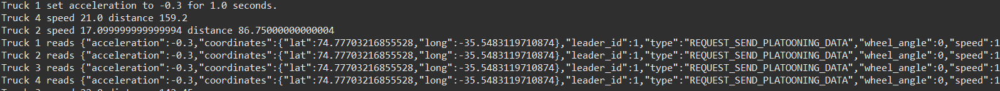 Truck 1 set acceleration to -0.3 for 1.0 seconds.
Truck 4 speed 21.0 distance 159.2
Truck 2 speed 17.099999999999994 distance 86.75000000000004
Truck 1 reads {"acceleration":-0.3,"coordinates":{"lat":74.77703216855528,"long":-35.5483119710874},"leader_id":1,"type":"REQUEST_SEND_PLATOONING_DATA","wheel_angle":0,"speed":1
Truck 2 reads {"acceleration":-0.3,"coordinates":{"lat":74.77703216855528,"long":-35.5483119710874},"leader_id":1,"type":"REQUEST_SEND_PLATOONING_DATA","wheel_angle":0,"speed":1
Truck 3 reads {"acceleration":-0.3,"coordinates":{"lat":74.77703216855528,"long":-35.5483119710874},"leader_id":1,"type":"REQUEST_SEND_PLATOONING_DATA","wheel_angle":0,"speed":1
Truck 4 reads {"acceleration":-0.3,"coordinates":{"lat":74.77703216855528,"long":-35.5483119710874},"leader_id":1,"type":"REQUEST_SEND_PLATOONING_DATA","wheel_angle":0,"speed":1